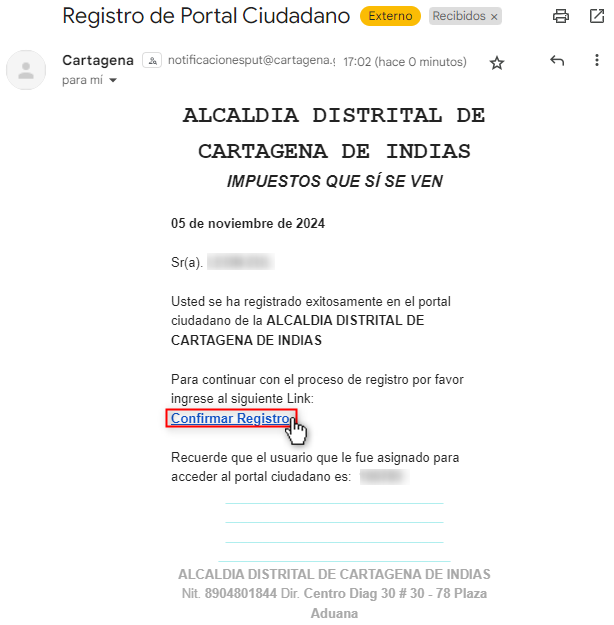 Registro de Portal Ciudadano Externo Recibidos ×
Cartagena notificacionesput@cartagena.g 17:02 (hace 0 minutos)
para mí
ALCALDIA DISTRITAL DE
CARTAGENA DE INDIAS
IMPUESTOS QUE SÍ SE VEN
05 de noviembre de 2024
Sr(a).
Usted se ha registrado exitosamente en el portal
ciudadano de la ALCALDIA DISTRITAL DE
CARTAGENA DE INDIAS
Para continuar con el proceso de registro por favor
ingrese al siguiente Link:
Confirmar Registro
Recuerde que el usuario que le fue asignado para
acceder al portal ciudadano es:
ALCALDIA DISTRITAL DE CARTAGENA DE INDIAS
Nit. 8904801844 Dir. Centro Diag 30 # 30 - 78 Plaza
Aduana